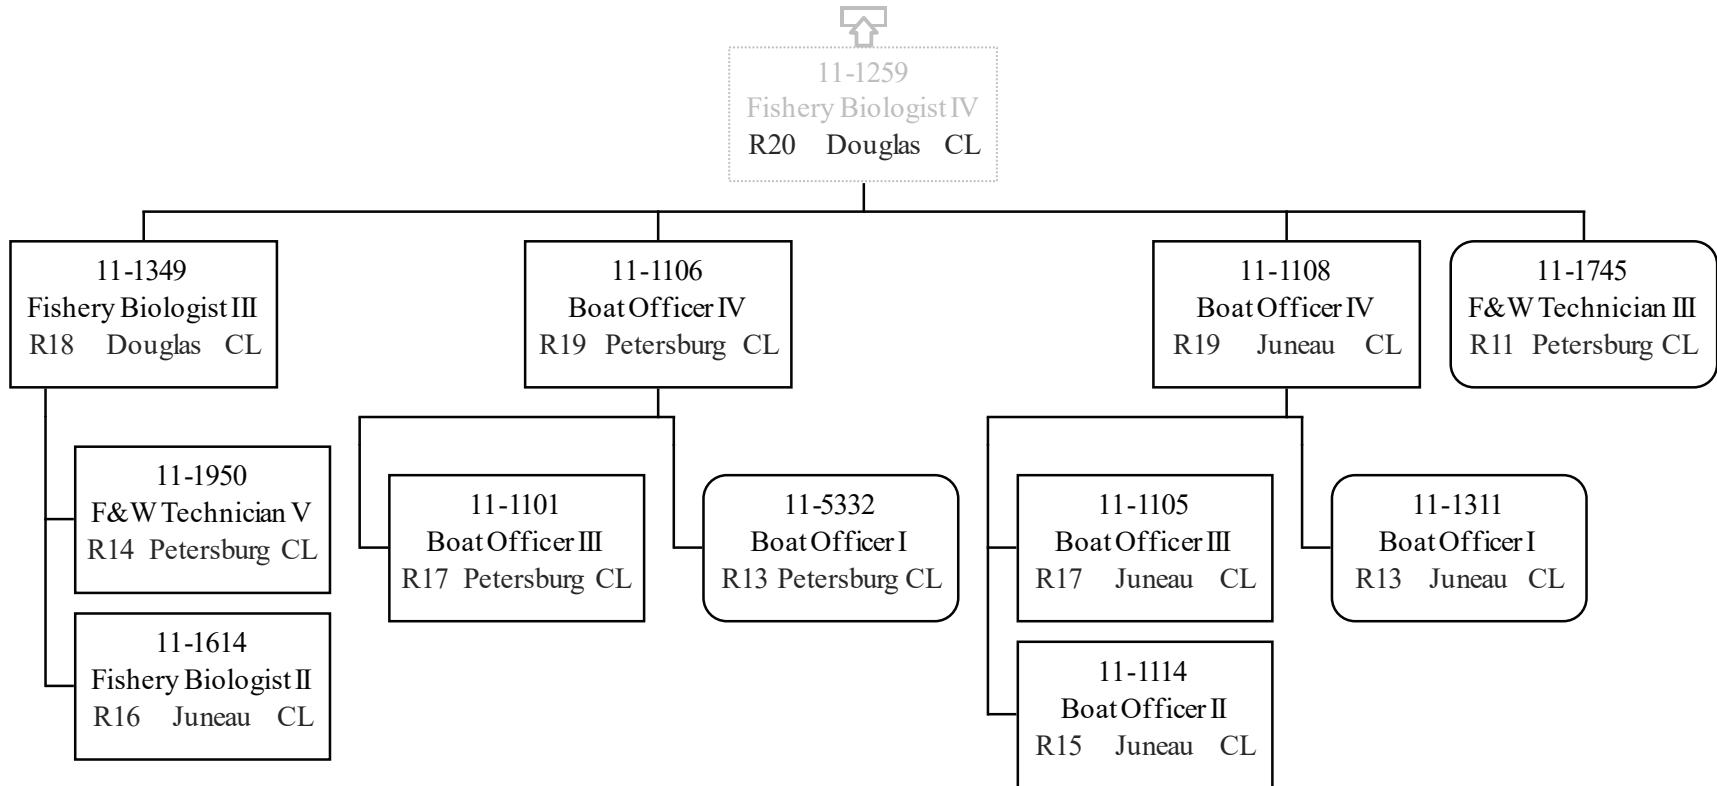 11-1259
Fishery Biologist IV
R20 Douglas CL
11-1349
Fishery Biologist III
R18 Douglas CL
11-1106
Boat Officer IV
R19 Petersburg CL
11-1108
Boat Officer IV
R19 Juneau CL
11-1745
F&W Technician III
R11 Petersburg CL
11-1950
F&W Technician V
R14 Petersburg CL
11-1614
Fishery Biologist II
R16 Juneau CL
11-1101
Boat Officer III
R17 Petersburg CL
11-5332
Boat Officer I
R13 Petersburg CL
11-1105
Boat Officer III
R17 Juneau CL
11-1114
Boat Officer II
R15 Juneau CL
11-1311
Boat Officer I
R13 Juneau CL